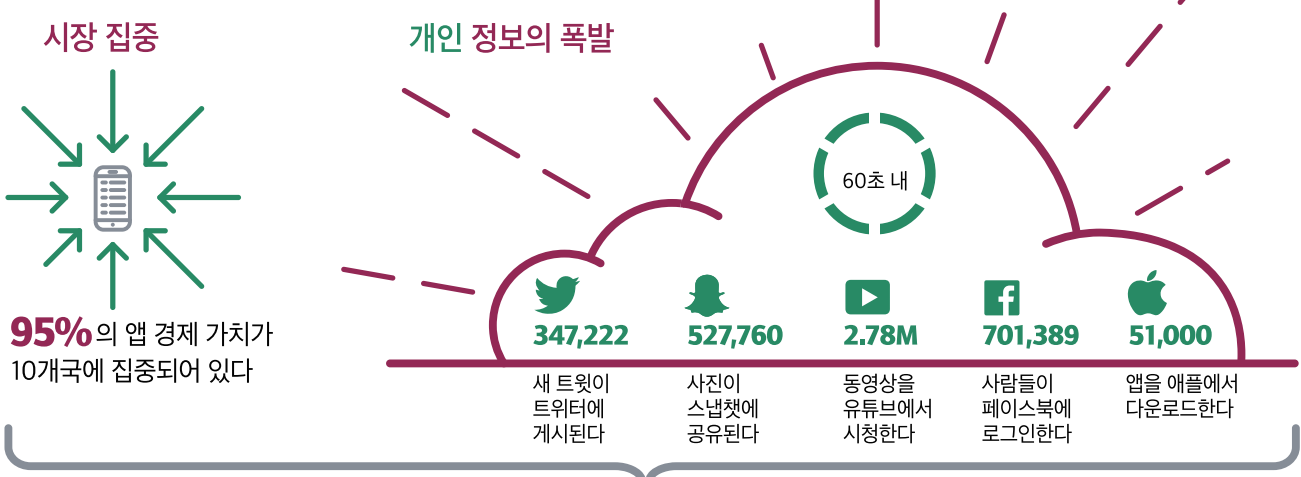 시장 집중
95%의 앱 경제 가치가
10개국에 집중되어 있다
개인 정보의 폭발
60초 내
347,222
새 트윗이
트위터에
게시된다
527,760
사진이
스냅챗에
공유된다
2.78M
동영상을
유튜브에서
시청한다
701,389
사람들이
페이스북에
로그인한다
51,000
앱을 애플에서
다운로드한다